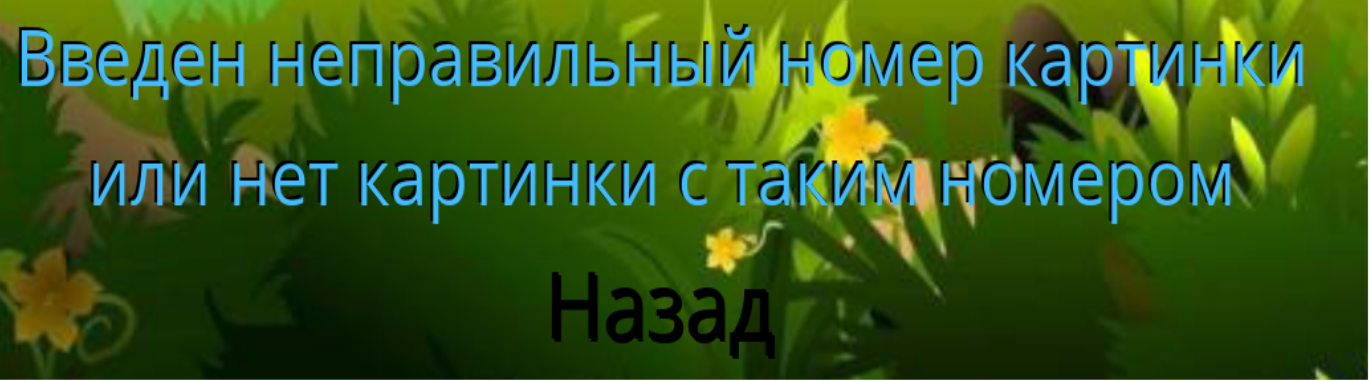 Введен неправильный номер картинки
или нет картинки с таким номером
Назад